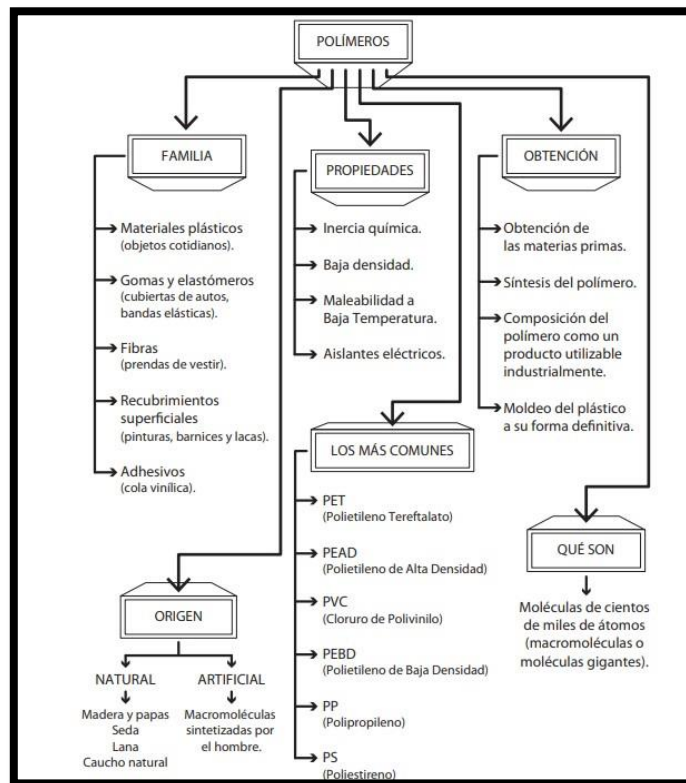 POLÍMEROS
FAMILIA
Materiales plásticos
(objetos cotidianos).
Gomas y elastómeros
(cubiertas de autos,
bandas elásticas).
Fibras
(prendas de vestir).
Recubrimientos
superficiales
(pinturas, barnices y lacas).
Adhesivos
(cola vinílica).
PROPIEDADES
Inercia química.
Baja densidad.
Maleabilidad a
Baja Temperatura.
Aislantes eléctricos.
OBTENCIÓN
Obtención de
las materias primas.
Síntesis del polímero.
Composición del
polímero como un
producto utilizable
industrialmente.
Moldeo del plástico
a su forma definitiva.
LOS MÁS COMUNES
PET
(Polietileno Tereftalato)
PEAD
(Polietileno de Alta Densidad)
PVC
(Cloruro de Polivinilo)
PEBD
(Polietileno de Baja Densidad)
PP
(Polipropileno)
PS
(Poliestireno)
QUÉ SON
Moléculas de cientos
de miles de átomos
(macromoléculas o
moléculas gigantes).
ORIGEN
NATURAL
Madera y papas
Seda
Lana
Caucho natural
ARTIFICIAL
Macromoléculas
sintetizadas por
el hombre.